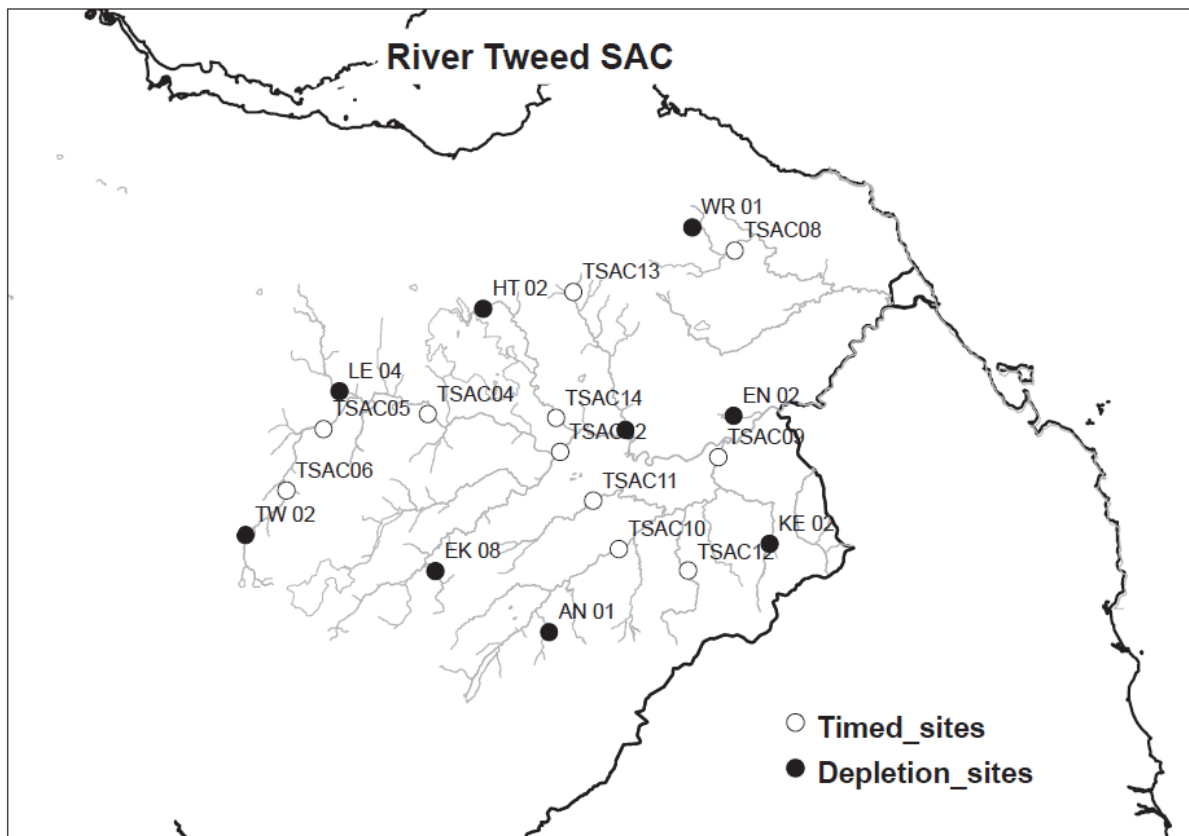 River Tweed SAC
WR 01
TSAC08
TSAC13
HT 02
LE 04
TSAC04
TSAC05
TSAC14
EN 02
TSAC09
TSAC06
TSAC11
TW 02
TSAC10
KE 02
EK 08
TSAC12
AN 01
Timed_sites
Depletion_sites